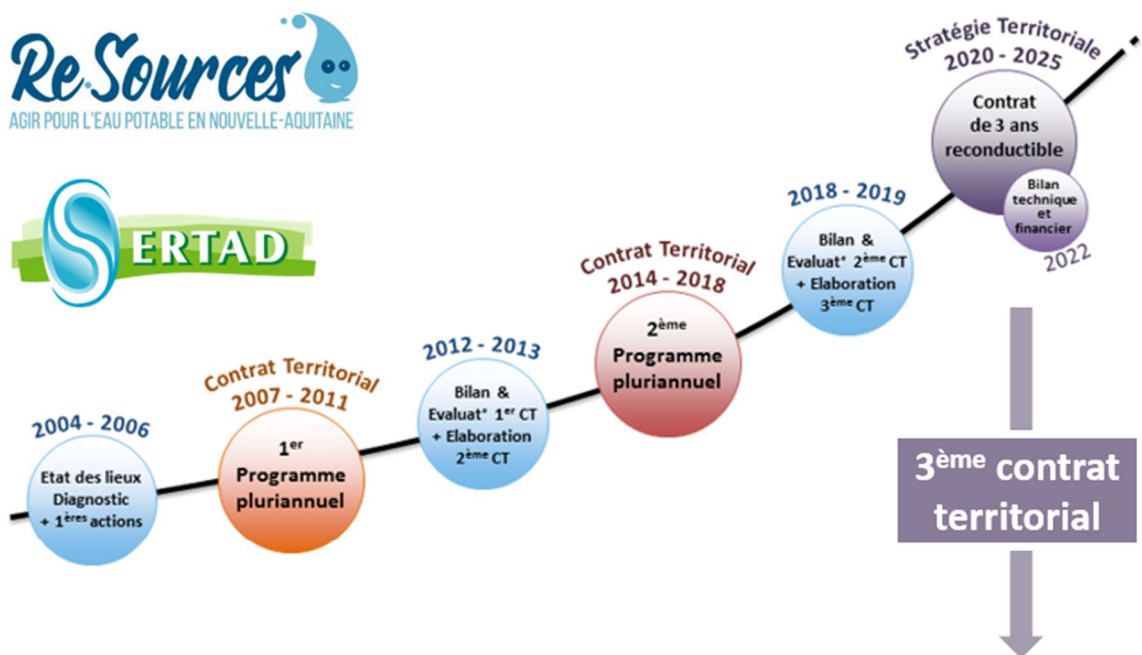 Re.Sources
AGIR POUR L'EAU POTABLE EN NOUVELLE-AQUITAINE
SERTAD
2004 - 2006
Etat des lieux
Diagnostic
+ 1ères actions
Contrat Territorial
2007 - 2011
1er
Programme
pluriannuel
2012 - 2013
Bilan &
Evaluat° 1er CT
+ Elaboration
2ème CT
Contrat Territorial
2014 - 2018
2ème
Programme
pluriannuel
2018 - 2019
Bilan &
Evaluat° 2ème CT
+ Elaboration
3ème CT
Stratégie Territoriale
2020 - 2025
Contrat
de 3 ans
reconductible
Bilan
technique
et
financier
2022
3ème contrat
territorial